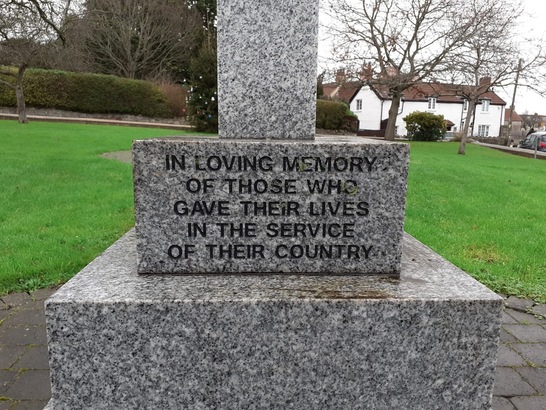 IN LOVING MEMORY
OF THOSE WHO
GAVE THEIR LIVES
IN THE SERVICE
OF THEIR COUNTRY